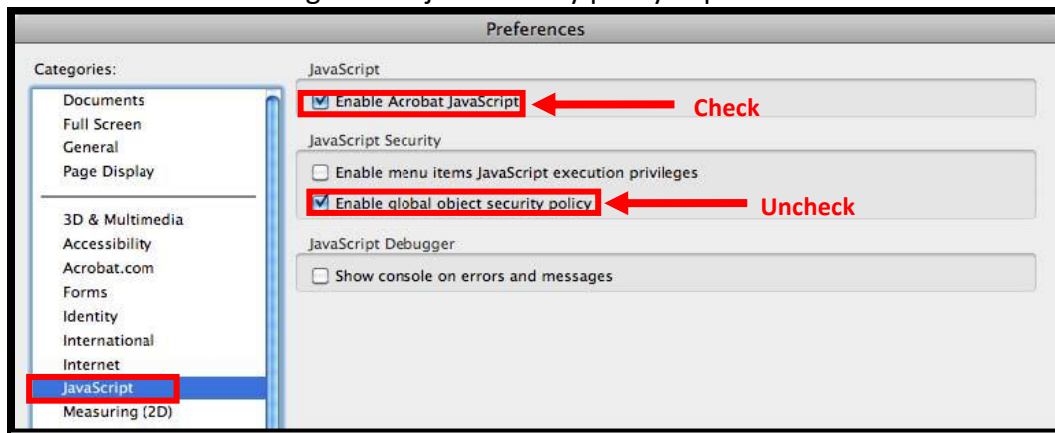 Preferences
Categories:
Documents
Full Screen
General
Page Display
3D & Multimedia
Accessibility
Acrobat.com
Forms
Identity
International
Internet
JavaScript
Measuring (2D)
JavaScript
Enable Acrobat JavaScript
Check
JavaScript Security
Enable menu items JavaScript execution privileges
Enable global object security policy
Uncheck
JavaScript Debugger
Show console on errors and messages